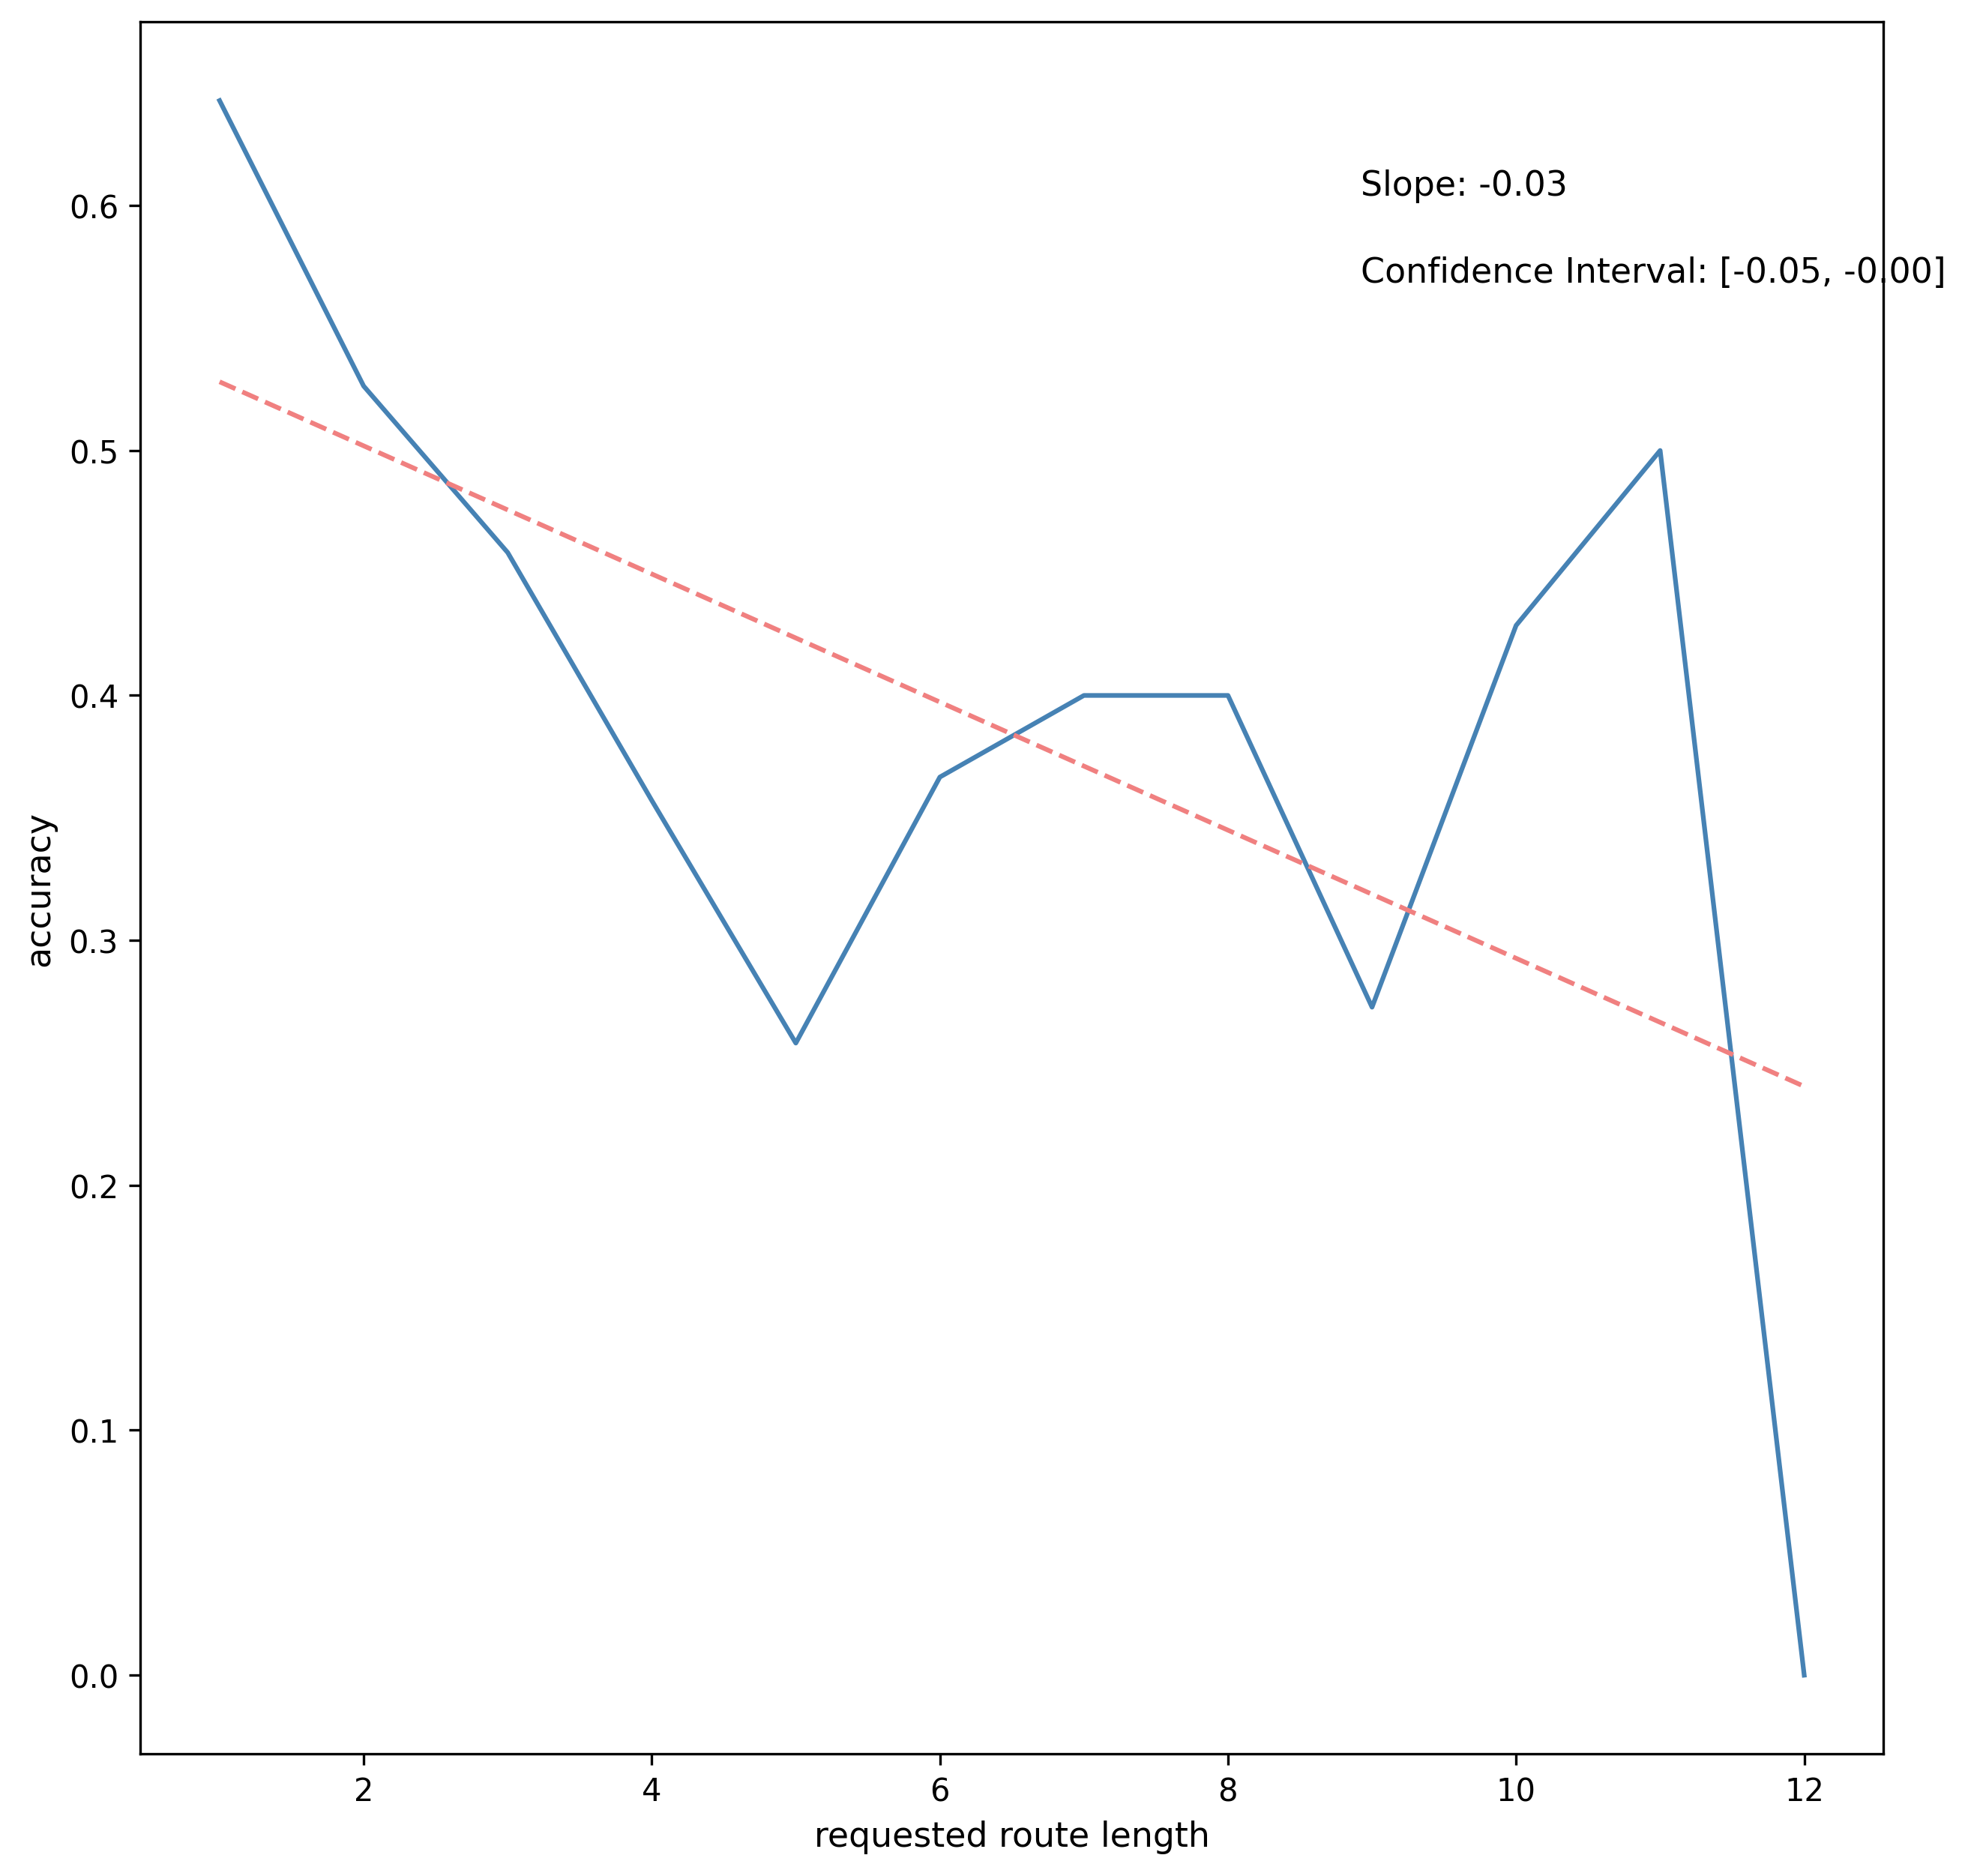 Slope: -0.03
Confidence Interval: [-0.05, -0.00]
0.6
0.5
0.4
0.3
0.2
0.1
0.0
accuracy
2 4 6 8 10 12
requested route length